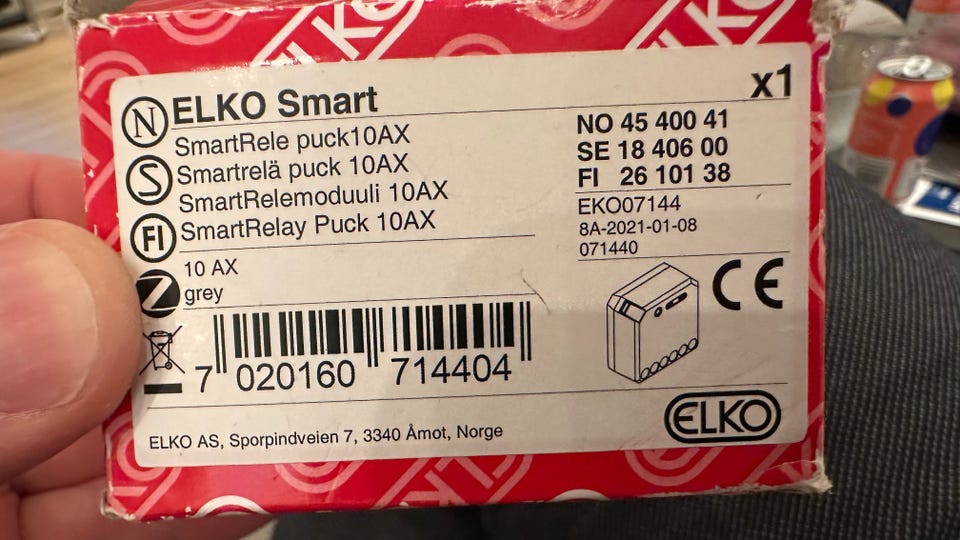 ELKO
N ELKO Smart
x1
SmartRele puck10AX
S Smartrelä puck 10AX
SmartRelemoduuli 10AX
FI SmartRelay Puck 10AX
10 AX
grey
NO 45 400 41
SE 18 406 00
FI 26 101 38
EKO07144
8A-2021-01-08
071440
CE
7 020160 714404
ELKO AS, Sporpindveien 7, 3340 Åmot, Norge
ELKO